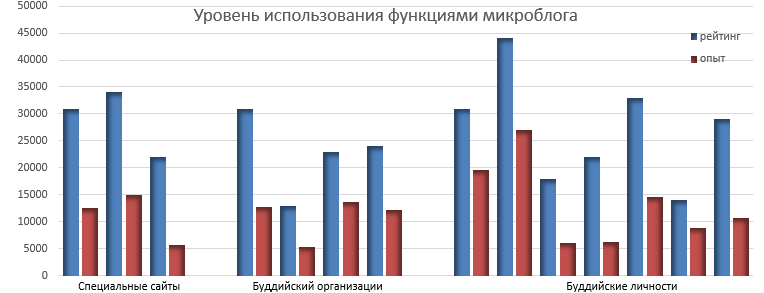 Уровень использования функциями микроблога
50000
45000
40000
35000
30000
25000
20000
15000
10000
5000
0
рейтинг
опыт
Специальные сайты
Буддийский организации
Буддийские личности